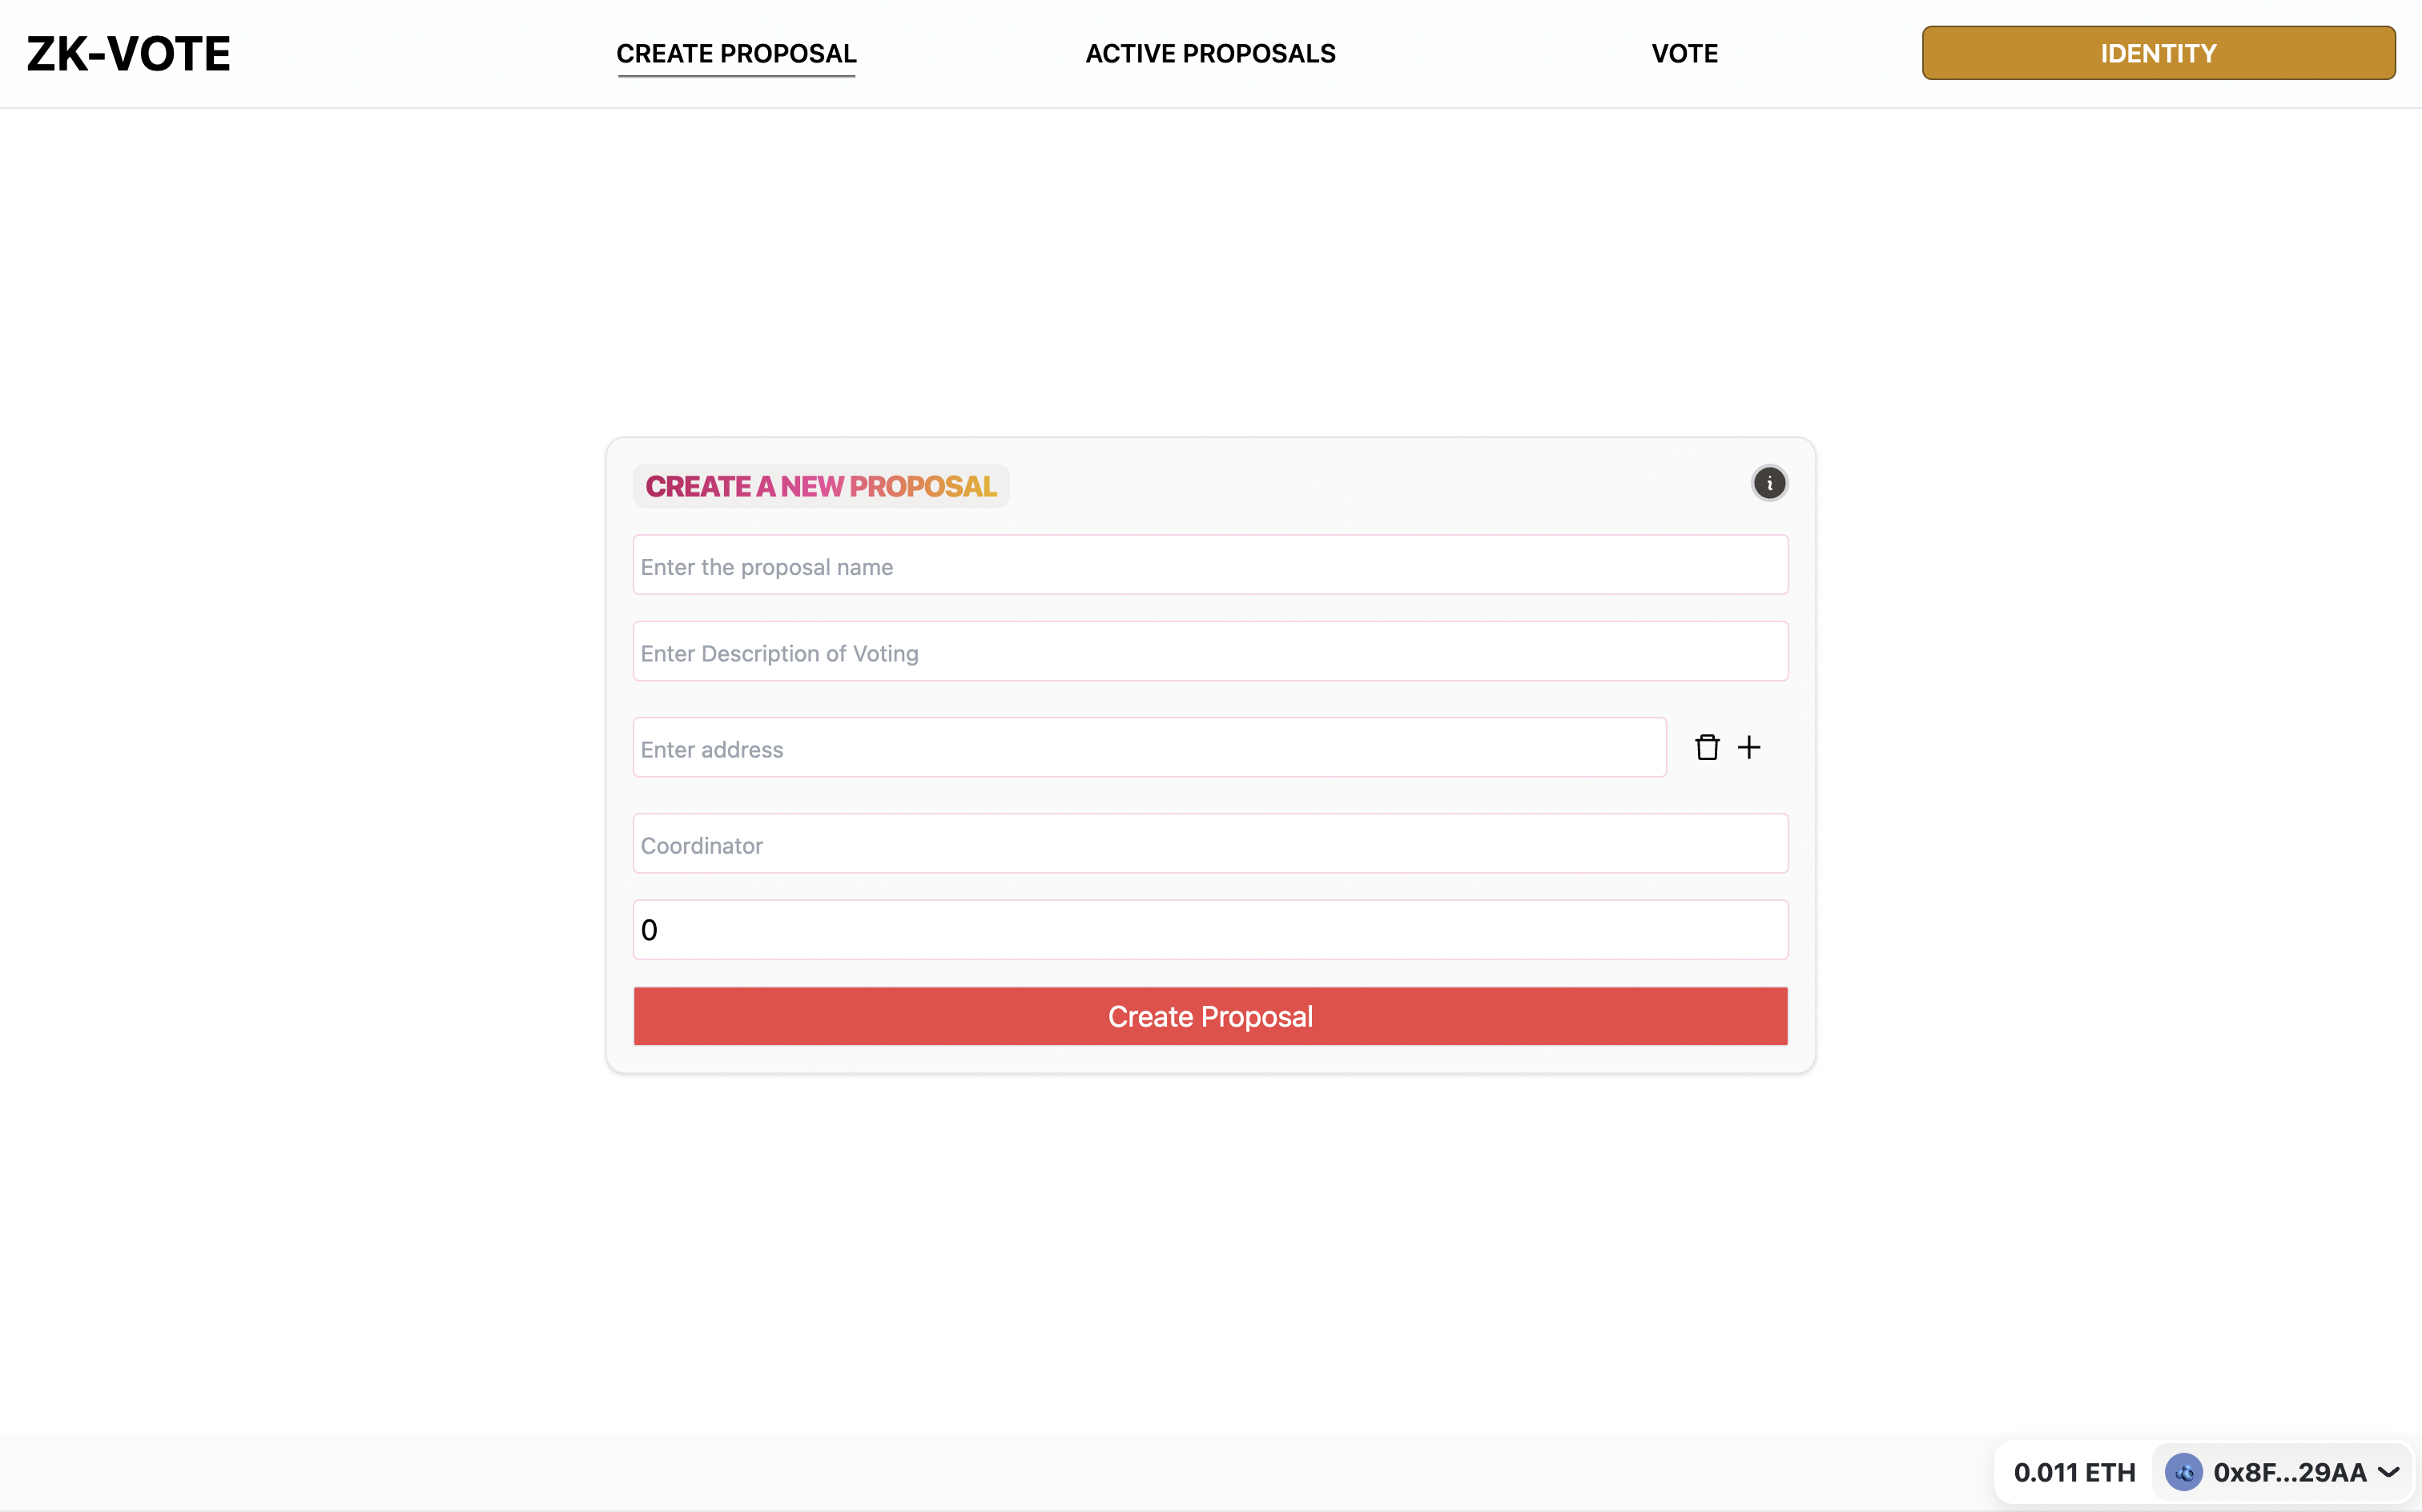 ZK-VOTE
CREATE PROPOSAL
ACTIVE PROPOSALS
VOTE
IDENTITY
CREATE A NEW PROPOSAL
i
Enter the proposal name
Enter Description of Voting
Enter address
Coordinator
0
Create Proposal
0.011 ETH
0x8F...29AA